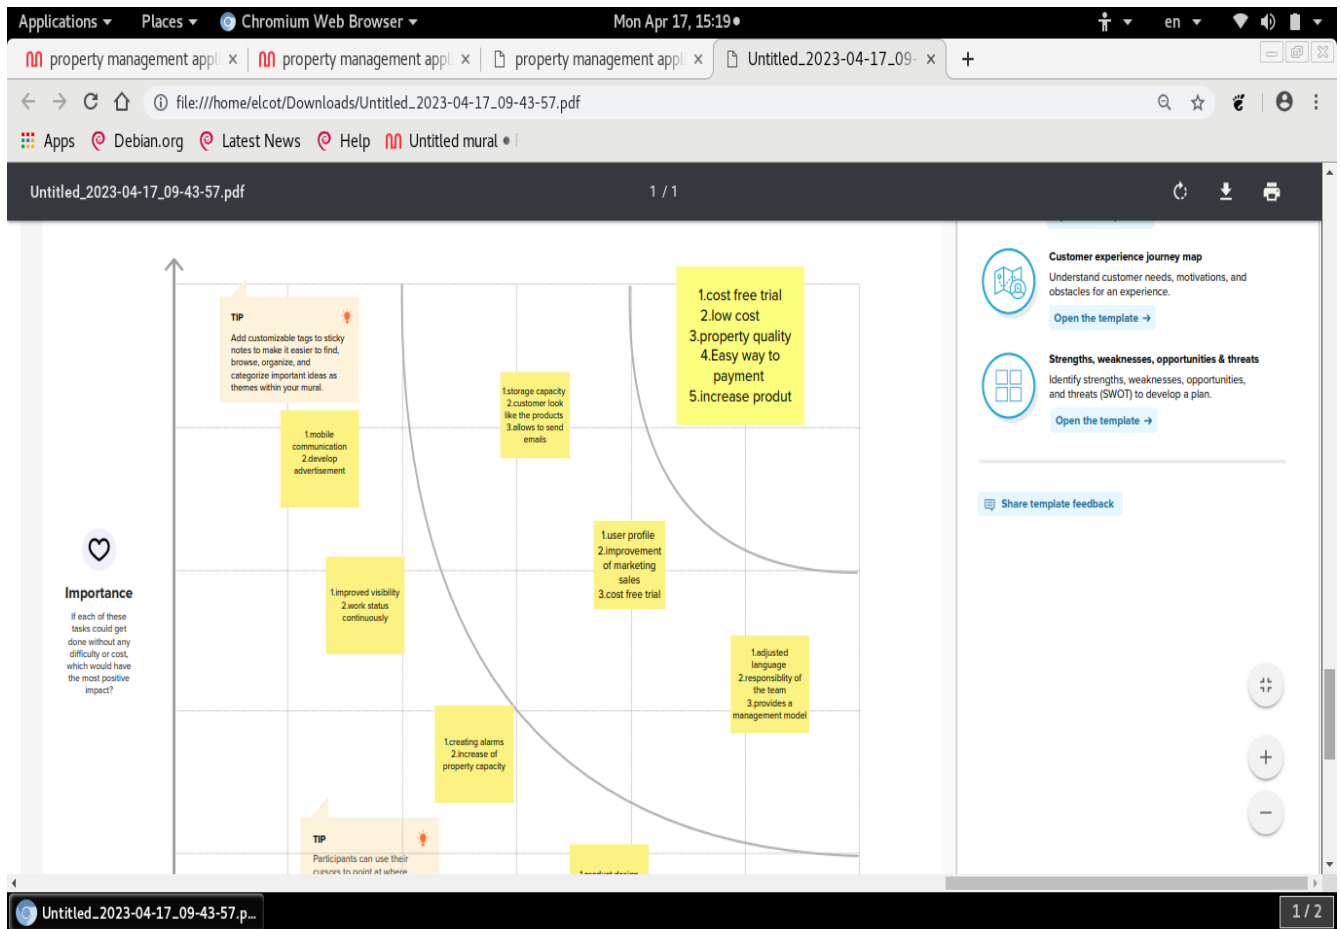 Applications
Places
Chromium Web Browser
Mon Apr 17, 15:19
en
property management appl
property management appl
property management appl
Untitled_2023-04-17_09-
file:///home/elcot/Downloads/Untitled_2023-04-17_09-43-57.pdf
Apps
Debian.org
Latest News
Help
Untitled mural
Untitled_2023-04-17_09-43-57.pdf
1 / 1
TIP
Add customizable tags to sticky
notes to make it easier to find,
browse, organize, and
categorize important ideas as
themes within your mural.
1.mobile
communication
2.develop
advertisement
1.storage capacity
2.customer look
like the products
3.allows to send
emails
1.cost free trial
2.low cost
3.property quality
4.Easy way to
payment
5.increase produt
Importance
If each of these
tasks could get
done without any
difficulty or cost,
which would have
the most positive
impact?
1.improved visibility
2.work status
continuously
1.user profile
2.improvement
of marketing
sales
3.cost free trial
1.adjusted
language
2.responsiblity of
the team
3.provides a
management model
1.creating alarms
2.increase of
property capacity
TIP
Participants can use their
cursors to point at where
1.product design
Customer experience journey map
Understand customer needs, motivations, and
obstacles for an experience.
Open the template →
Strengths, weaknesses, opportunities & threats
Identify strengths, weaknesses, opportunities,
and threats (SWOT) to develop a plan.
Open the template →
Share template feedback
Untitled_2023-04-17_09-43-57.p...
1 / 2